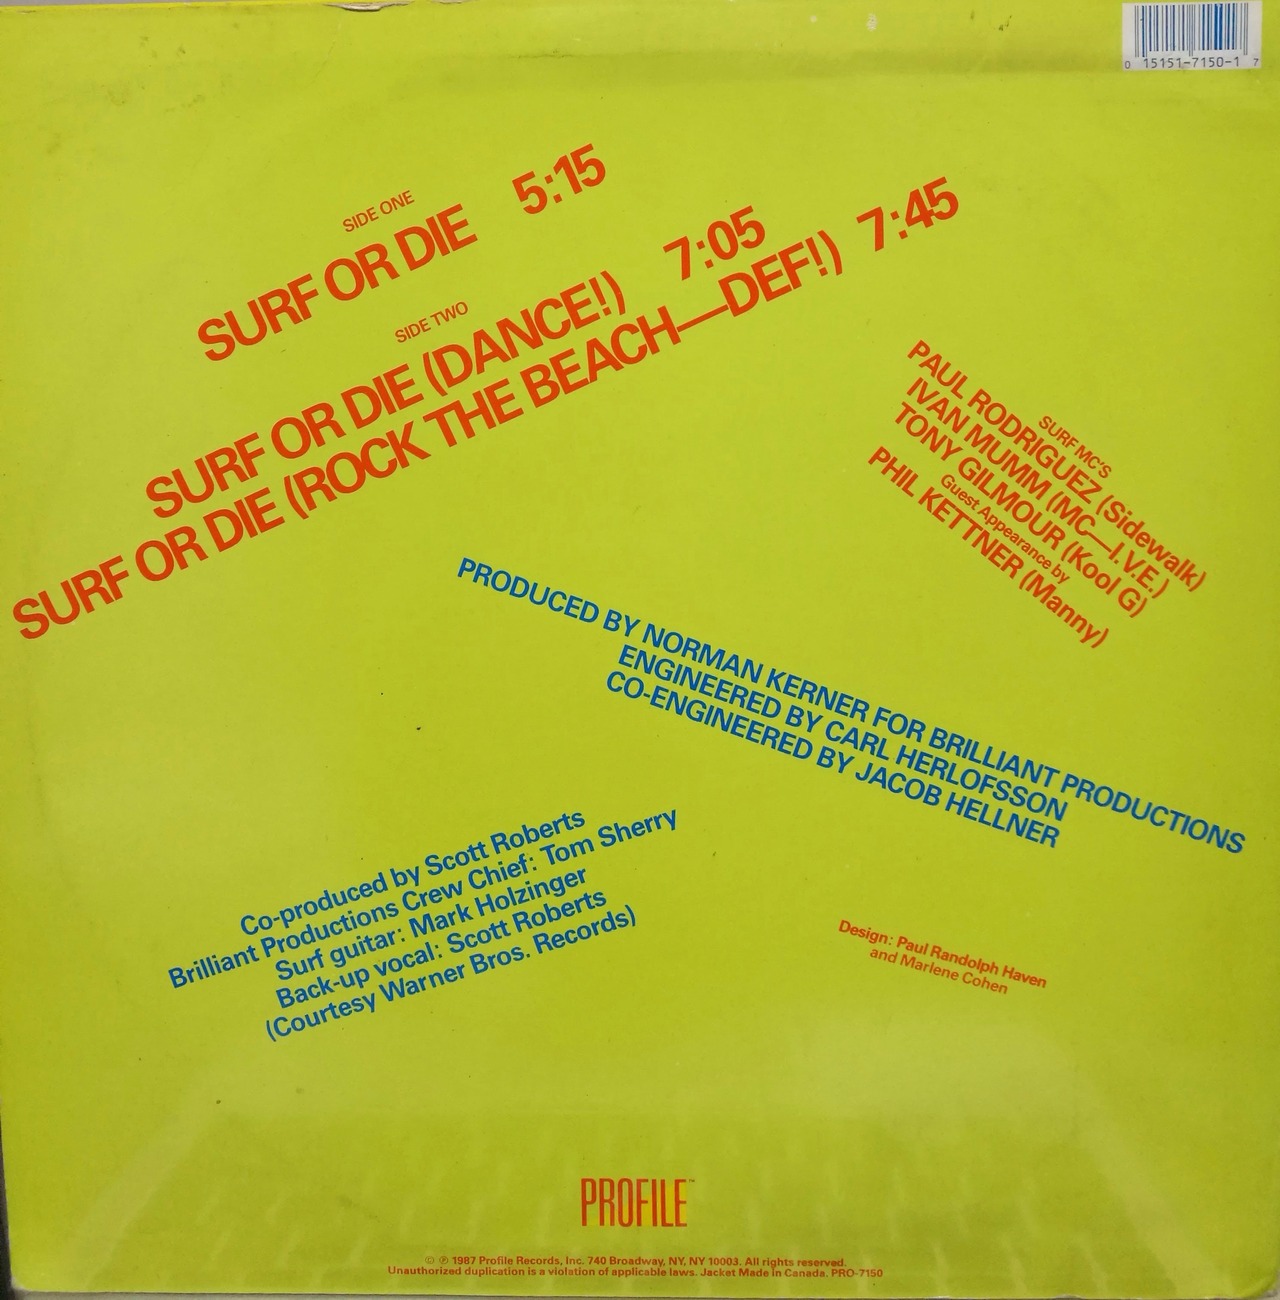 0 15151-7150-1 7
SIDE ONE
SURF OR DIE 5:15
SIDE TWO
SURF OR DIE (DANCE!) 7:05
SURF OR DIE (ROCK THE BEACH—DEF!) 7:45
SURF MC'S
PAUL RODRIGUEZ (Sidewalk)
IVAN MUMM (MC—I.V.E.)
TONY GILMOUR (Kool G)
Guest Appearance by
PHIL KETTNER (Manny)
PRODUCED BY NORMAN KERNER FOR BRILLIANT PRODUCTIONS
ENGINEERED BY CARL HERLOFSSON
CO-ENGINEERED BY JACOB HELLNER
Co-produced by Scott Roberts
Brilliant Productions Crew Chief: Tom Sherry
Surf guitar: Mark Holzinger
Back-up vocal: Scott Roberts
(Courtesy Warner Bros. Records)
Design: Paul Randolph Haven
and Marlene Cohen
PROFILE™
© ℗ 1987 Profile Records, Inc. 740 Broadway, NY, NY 10003. All rights reserved.
Unauthorized duplication is a violation of applicable laws. Jacket Made in Canada. PRO-7150